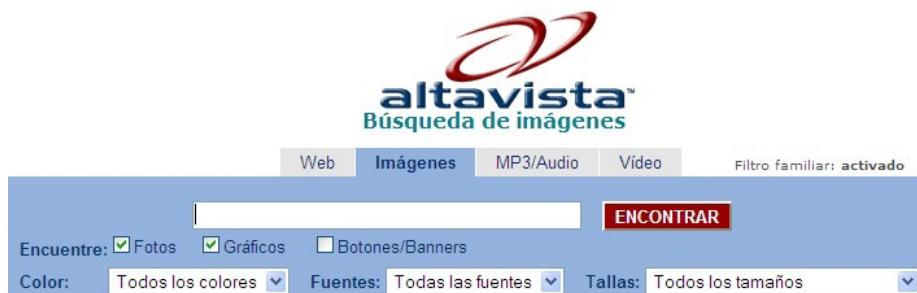 altavista™
Búsqueda de imágenes
Web Imágenes MP3/Audio Vídeo Filtro familiar: activado
ENCONTRAR
Encuentre: Fotos Gráficos Botones/Banners
Color: Todos los colores Fuentes: Todas las fuentes Tallas: Todos los tamaños